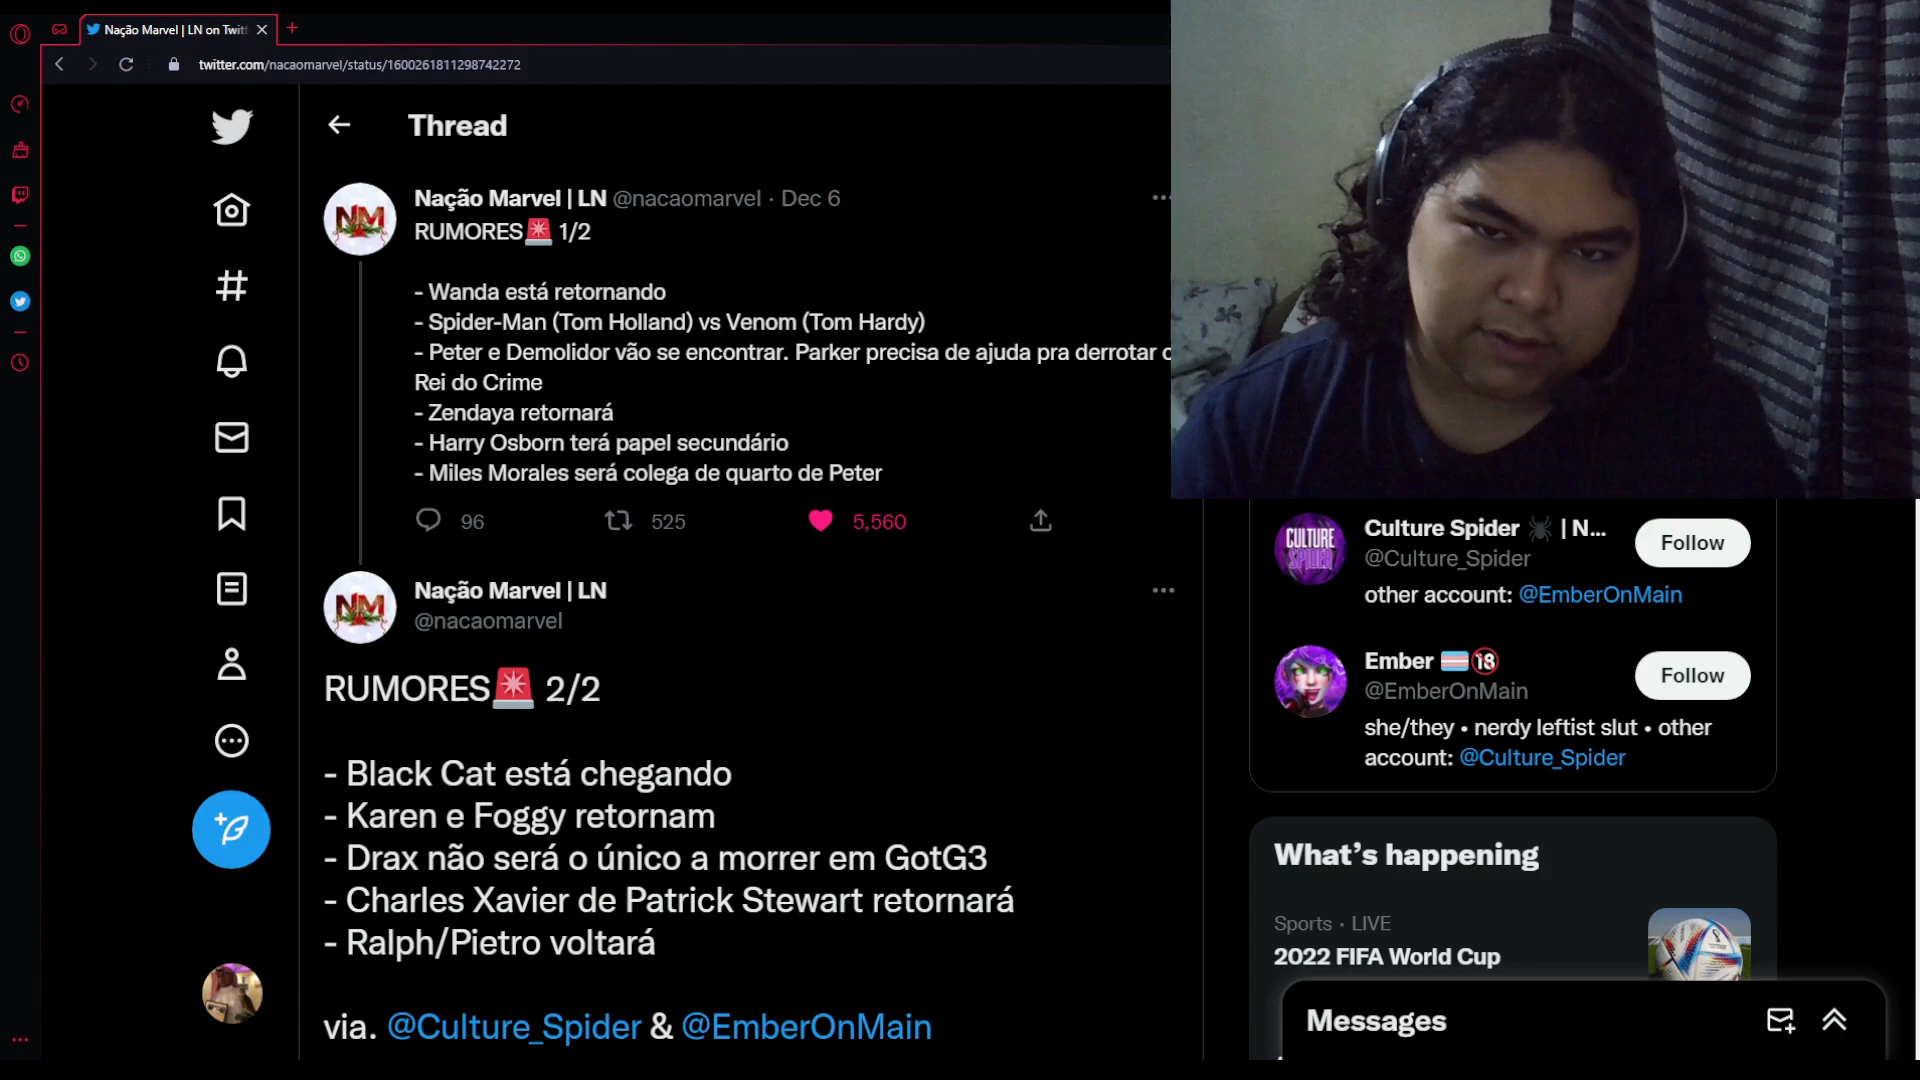 Nação Marvel | LN on Twit
twitter.com/nacaomarvel/status/1600261811298742272
Thread
Nação Marvel | LN @nacaomarvel · Dec 6
RUMORES🚨 1/2
- Wanda está retornando
- Spider-Man (Tom Holland) vs Venom (Tom Hardy)
- Peter e Demolidor vão se encontrar. Parker precisa de ajuda pra derrotar
Rei do Crime
- Zendaya retornará
- Harry Osborn terá papel secundário
- Miles Morales será colega de quarto de Peter
96 525 5,560
Nação Marvel | LN
@nacaomarvel
RUMORES🚨 2/2
- Black Cat está chegando
- Karen e Foggy retornam
- Drax não será o único a morrer em GotG3
- Charles Xavier de Patrick Stewart retornará
- Ralph/Pietro voltará
via. @Culture_Spider & @EmberOnMain
NM
NM
CULTURE
SPIDER
Culture Spider 🕷 | N...
@Culture_Spider
Follow
other account: @EmberOnMain
Ember 🏳️‍⚧️🔞
@EmberOnMain
Follow
she/they • nerdy leftist slut • other
account: @Culture_Spider
What's happening
Sports · LIVE
2022 FIFA World Cup
Messages